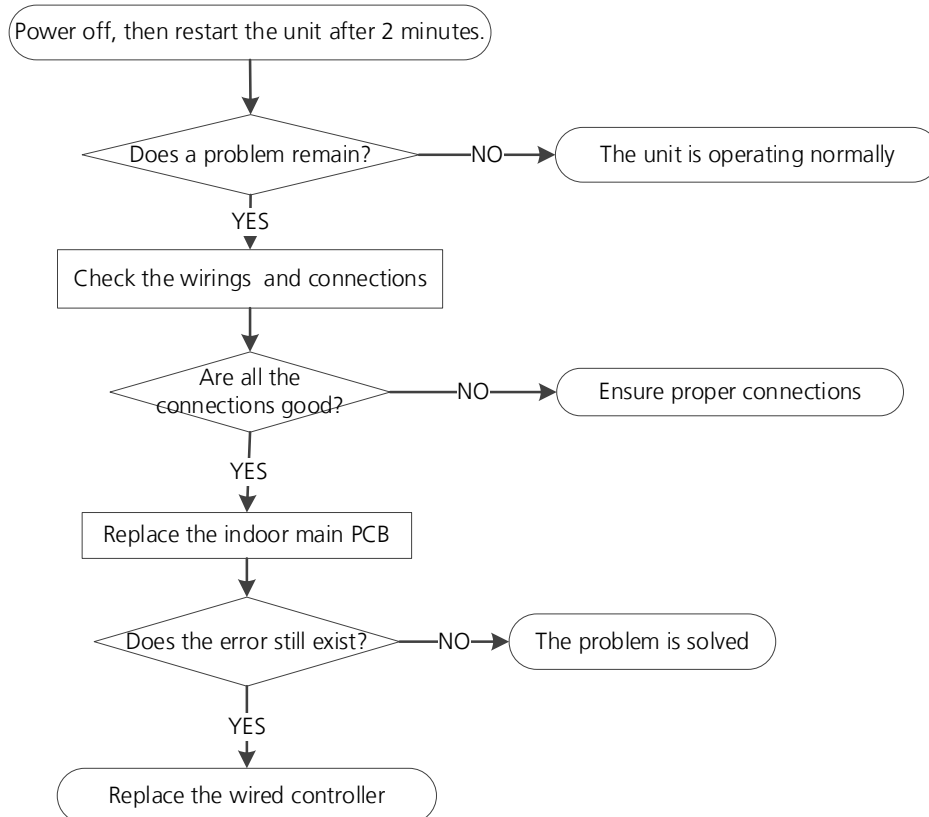 Power off, then restart the unit after 2 minutes.
Does a problem remain?
NO
The unit is operating normally
YES
Check the wirings and connections
Are all the
connections good?
NO
Ensure proper connections
YES
Replace the indoor main PCB
Does the error still exist?
NO
The problem is solved
YES
Replace the wired controller